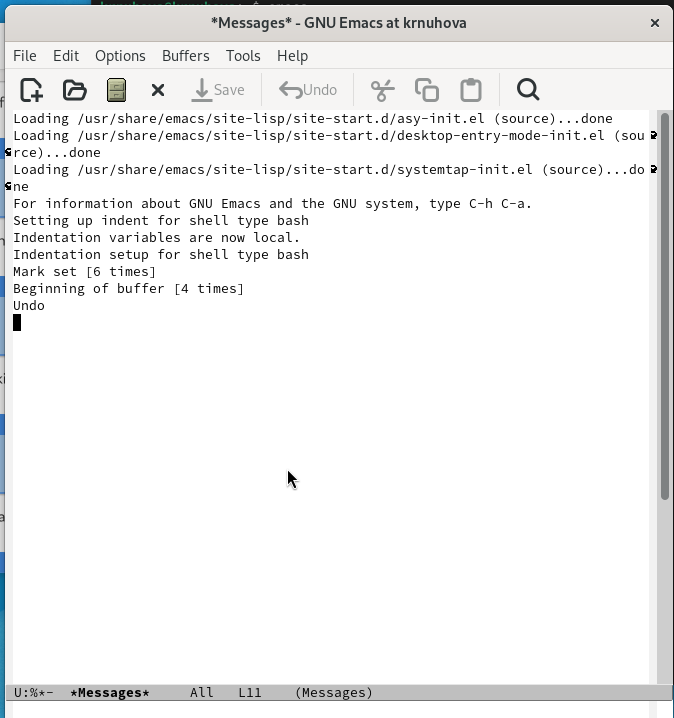 *Messages* - GNU Emacs at krnuhova
File Edit Options Buffers Tools Help
Save Undo
Loading /usr/share/emacs/site-lisp/site-start.d/asy-init.el (source)...done
Loading /usr/share/emacs/site-lisp/site-start.d/desktop-entry-mode-init.el (sou
rce)...done
Loading /usr/share/emacs/site-lisp/site-start.d/systemtap-init.el (source)...do
ne
For information about GNU Emacs and the GNU system, type C-h C-a.
Setting up indent for shell type bash
Indentation variables are now local.
Indentation setup for shell type bash
Mark set [6 times]
Beginning of buffer [4 times]
Undo
U:%*-  *Messages*     All   L11    (Messages)